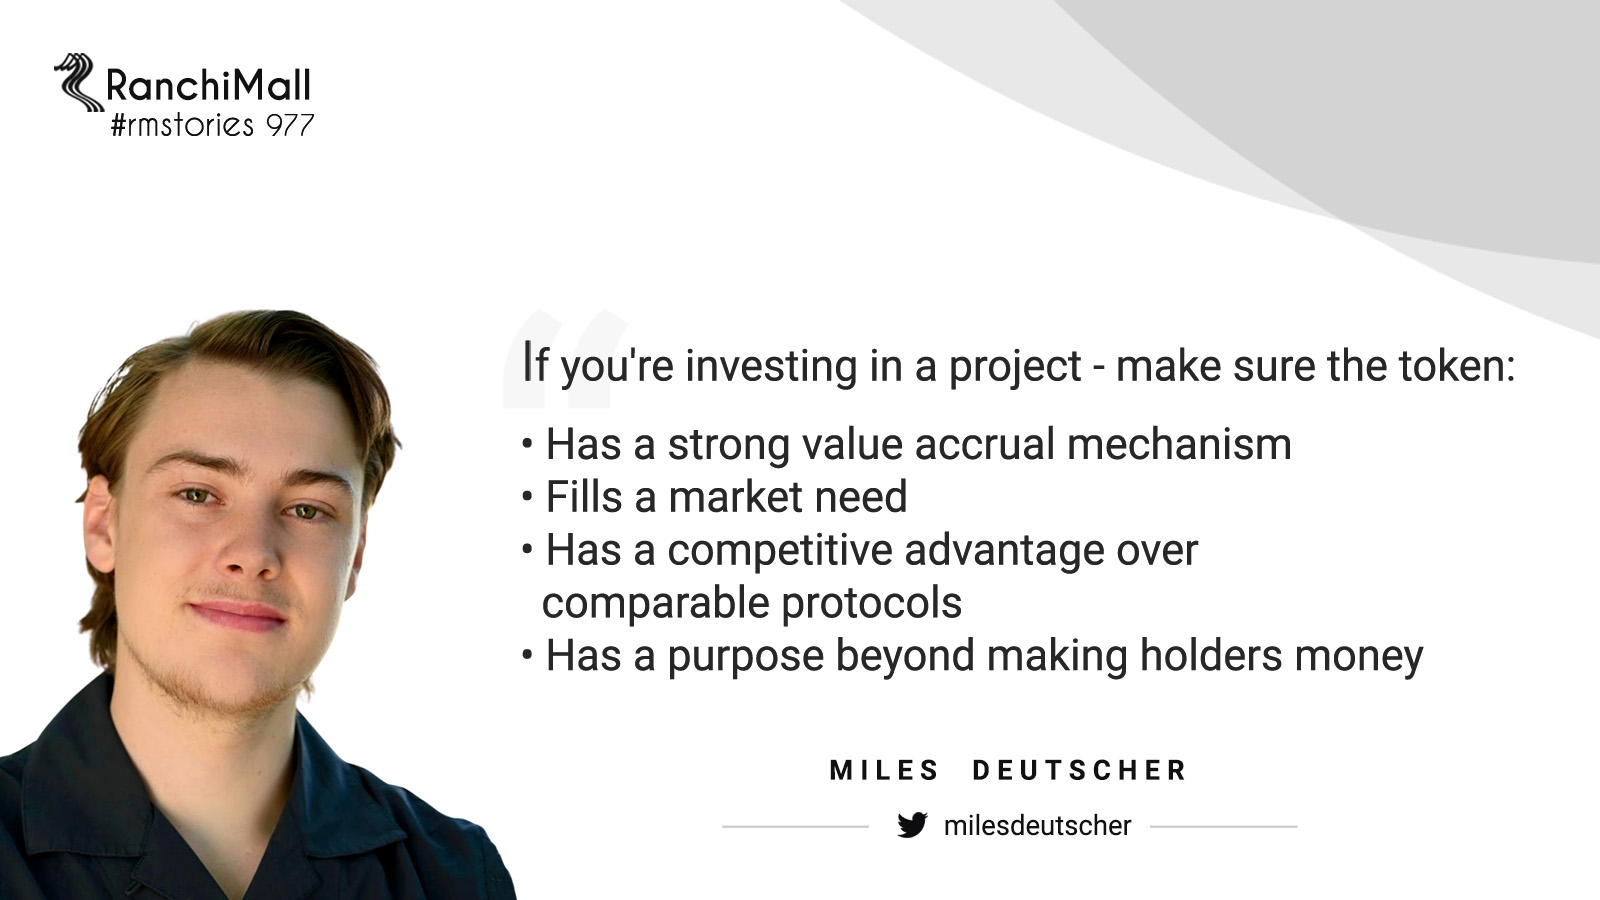 RanchiMall
#rmstories 977
If you're investing in a project - make sure the token:
• Has a strong value accrual mechanism
• Fills a market need
• Has a competitive advantage over
comparable protocols
• Has a purpose beyond making holders money
MILES DEUTSCHER
milesdeutscher